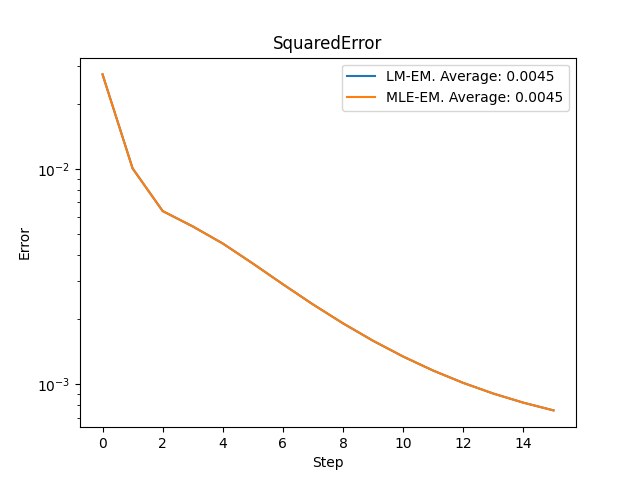 SquaredError
LM-EM. Average: 0.0045
MLE-EM. Average: 0.0045
10⁻²
10⁻³
Error
0 2 4 6 8 10 12 14
Step